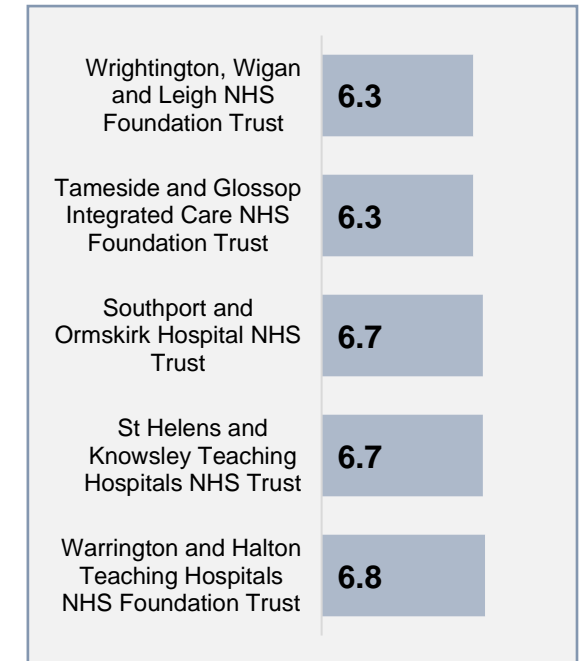 Wrightington, Wigan
and Leigh NHS
Foundation Trust
6.3
Tameside and Glossop
Integrated Care NHS
Foundation Trust
6.3
Southport and
Ormskirk Hospital NHS
Trust
6.7
St Helens and
Knowsley Teaching
Hospitals NHS Trust
6.7
Warrington and Halton
Teaching Hospitals
NHS Foundation Trust
6.8